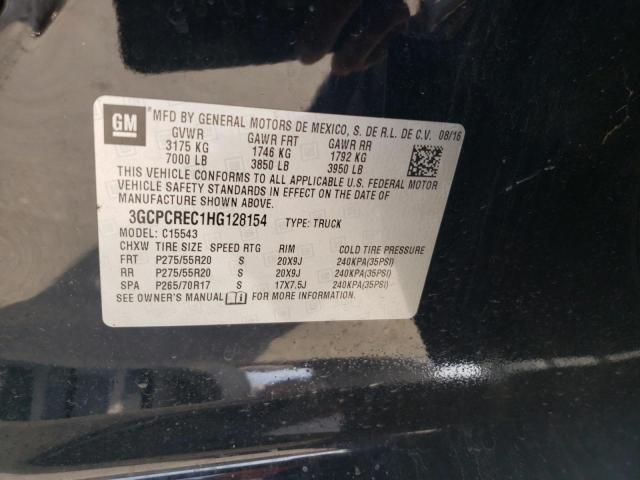 GM
*MFD BY GENERAL MOTORS DE MEXICO, S. DE R.L. DE C.V. 08/16
GVWR GAWR FRT GAWR RR
3175 KG 1746 KG 1792 KG
7000 LB 3850 LB 3950 LB
THIS VEHICLE CONFORMS TO ALL APPLICABLE U.S. FEDERAL MOTOR
VEHICLE SAFETY STANDARDS IN EFFECT ON THE DATE OF
MANUFACTURE SHOWN ABOVE.
3GCPCREC1HG128154 TYPE: TRUCK
MODEL: C15543
CHXW TIRE SIZE SPEED RTG RIM COLD TIRE PRESSURE
FRT P275/55R20 S 20X9J 240KPA(35PSI)
RR P275/55R20 S 20X9J 240KPA(35PSI)
SPA P265/70R17 S 17X7.5J 240KPA(35PSI)
SEE OWNER'S MANUAL FOR MORE INFORMATION.